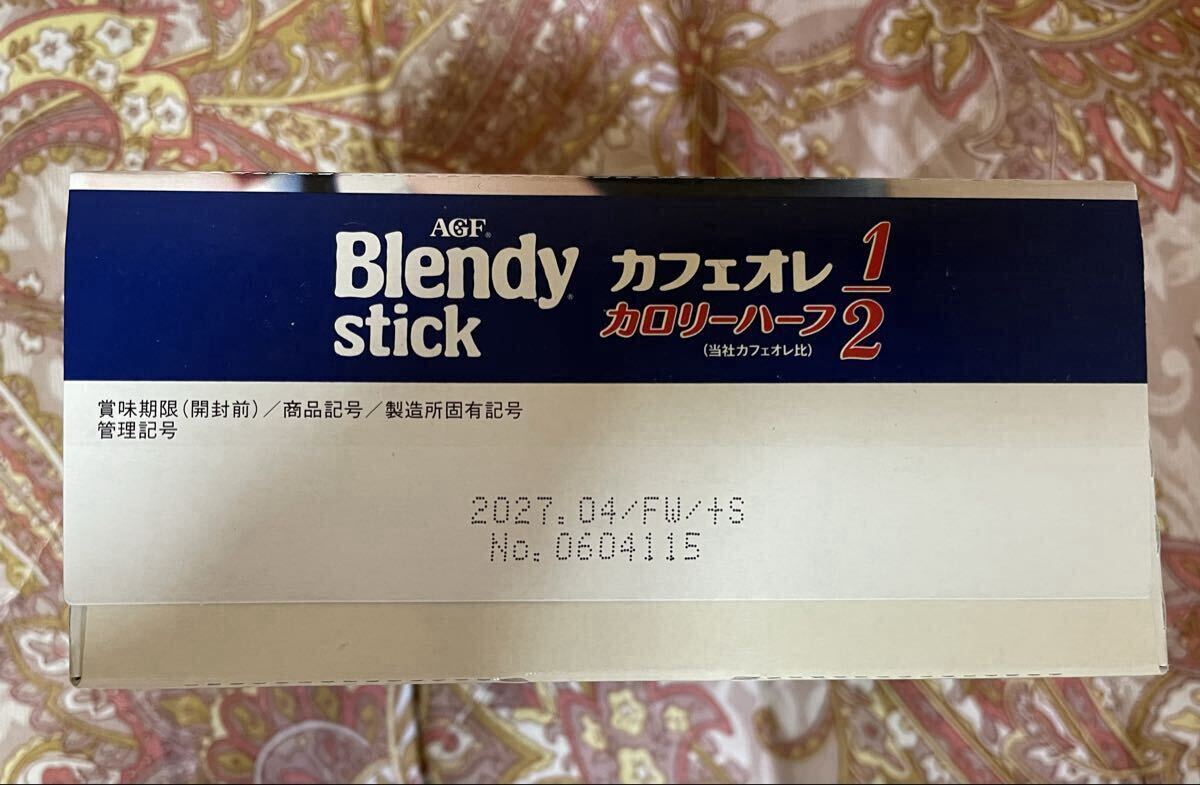 AGF®
Blendy®
stick
カフェオレ
カロリーハーフ
1/2
(当社カフェオレ比)
賞味期限(開封前)/商品記号/製造所固有記号
管理記号
2027.04/FW/+S
No.0604115